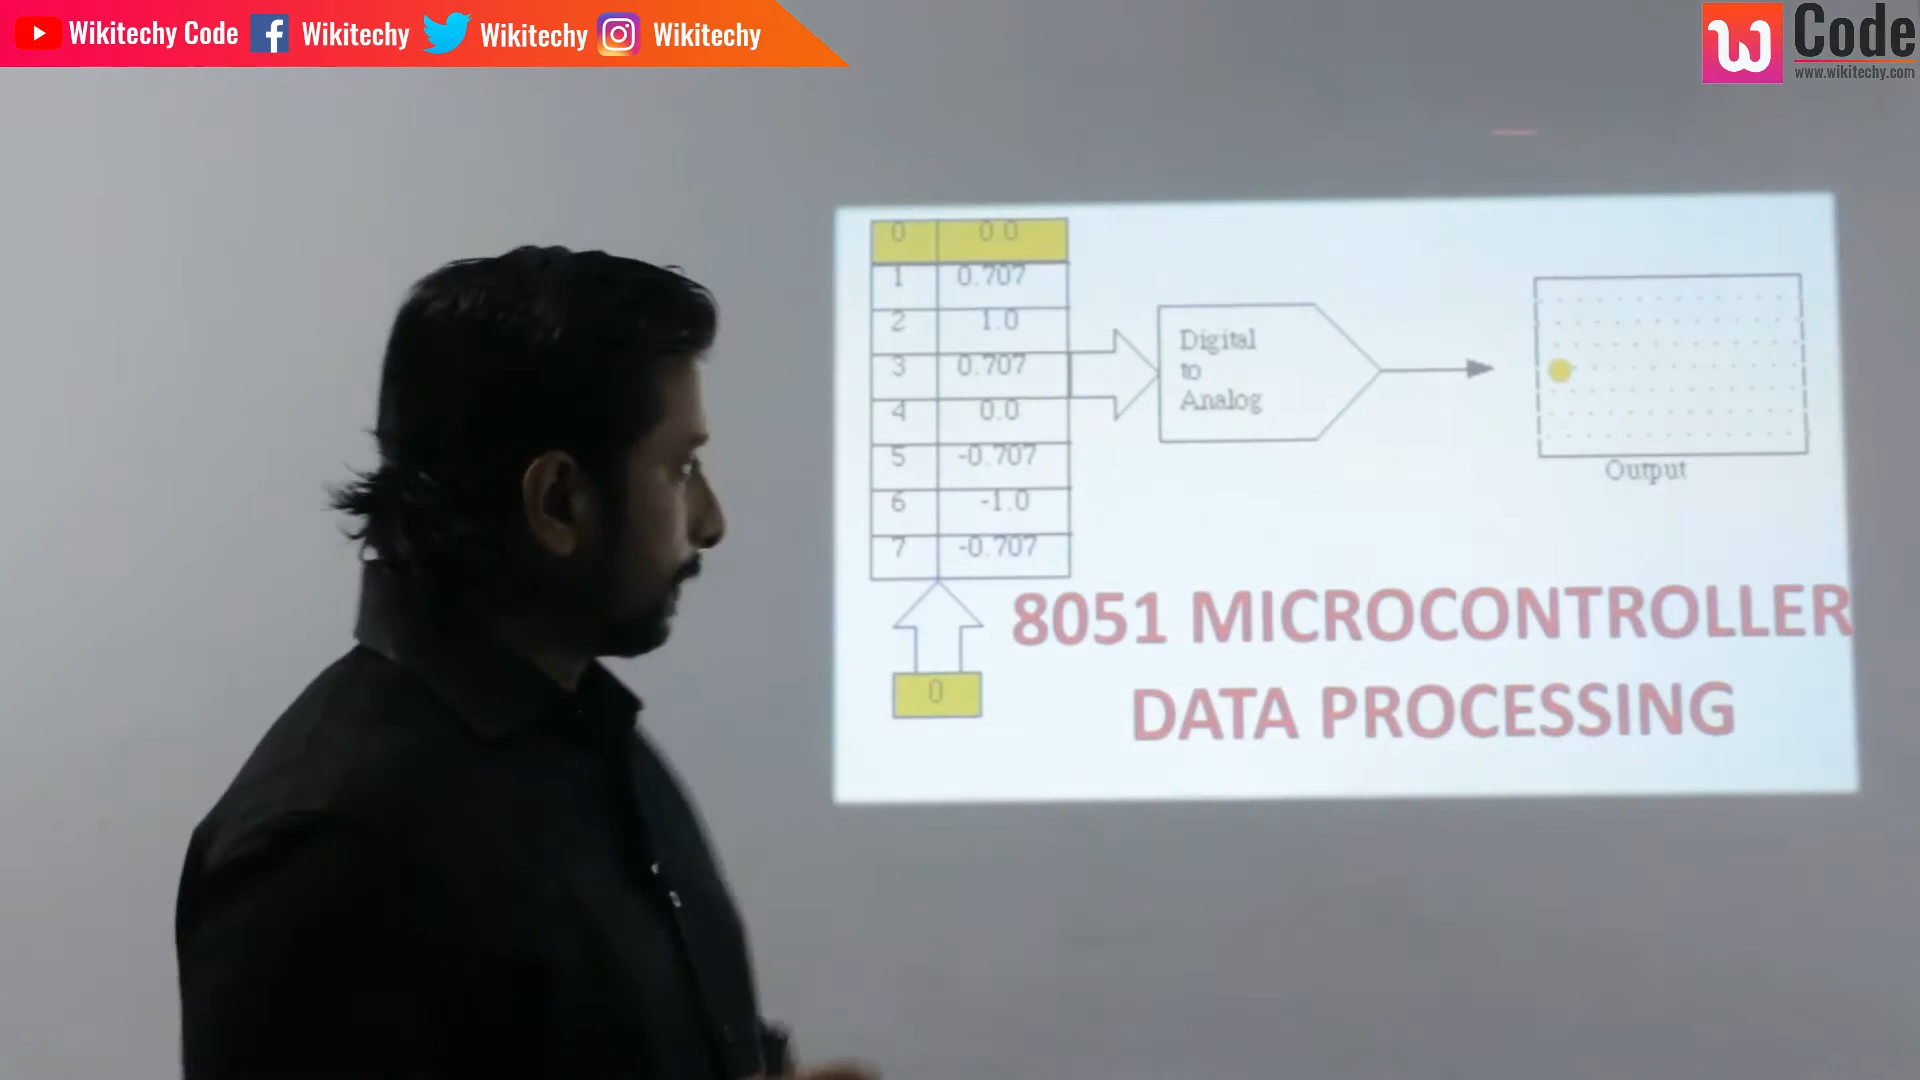 Wikitechy Code Wikitechy Wikitechy Wikitechy
Code
www.wikitechy.com
0 0 0
1 0.707
2 1.0
3 0.707
4 0.0
5 -0.707
6 -1.0
7 -0.707
Digital
to
Analog
Output
0
8051 MICROCONTROLLER
DATA PROCESSING